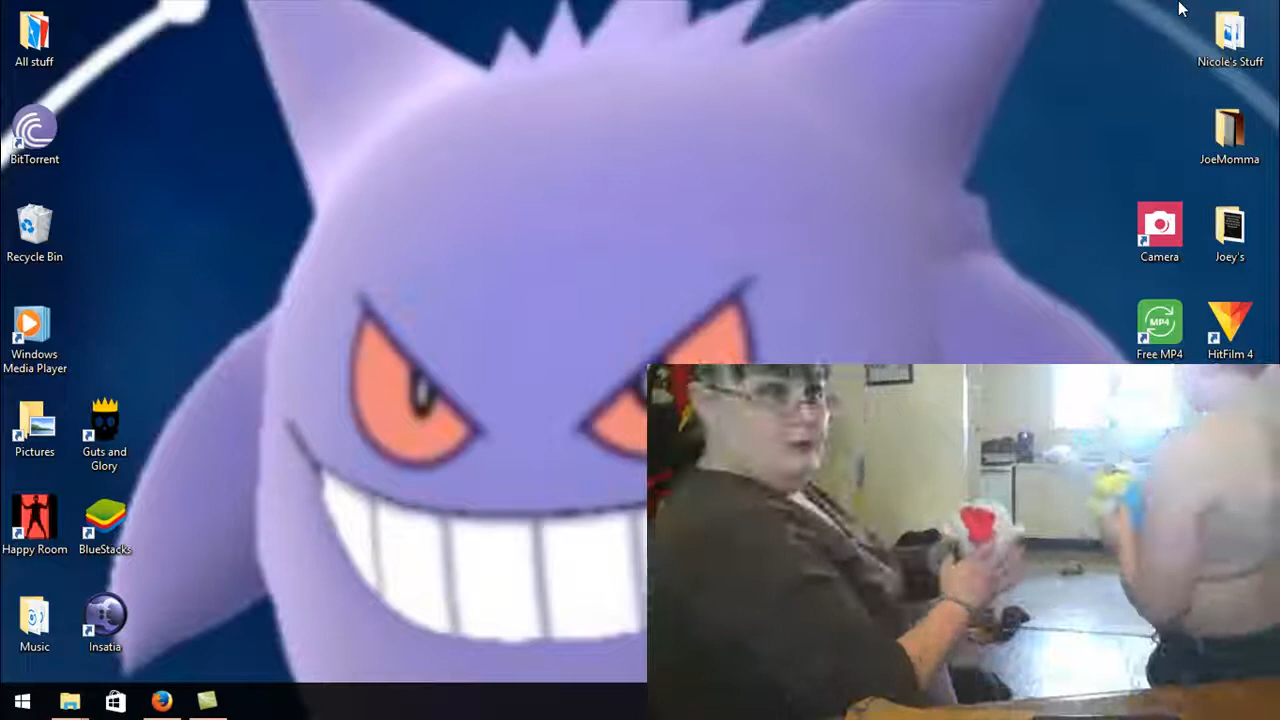 All stuff
BitTorrent
Recycle Bin
Windows
Media Player
Pictures
Guts and
Glory
Happy Room
BlueStacks
Music
Insatia
Nicole's Stuff
JoeMomma
Camera
Joey's
MP4
Free MP4
HitFilm 4